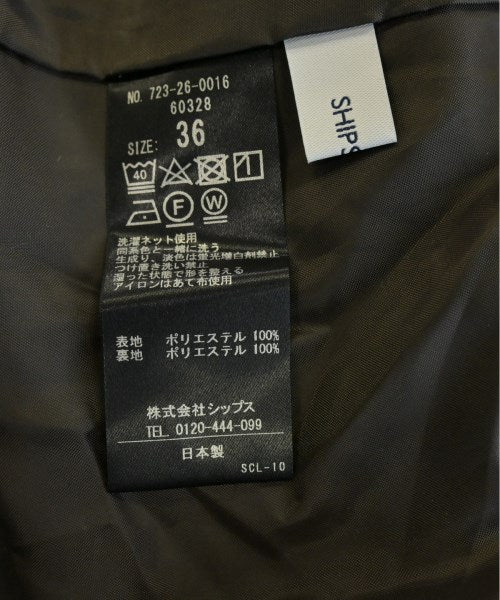 NO. 723-26-0016
60328
SIZE: 36
40
F W
洗濯ネット使用
同系色と一緒に洗う
生成り、淡色は蛍光増白剤禁止
つけ置き洗い禁止
湿った状態で形を整える
アイロンはあて布使用
表地 ポリエステル 100%
裏地 ポリエステル 100%
株式会社シップス
TEL. 0120-444-099
日本製
SCL-10
SHIPS